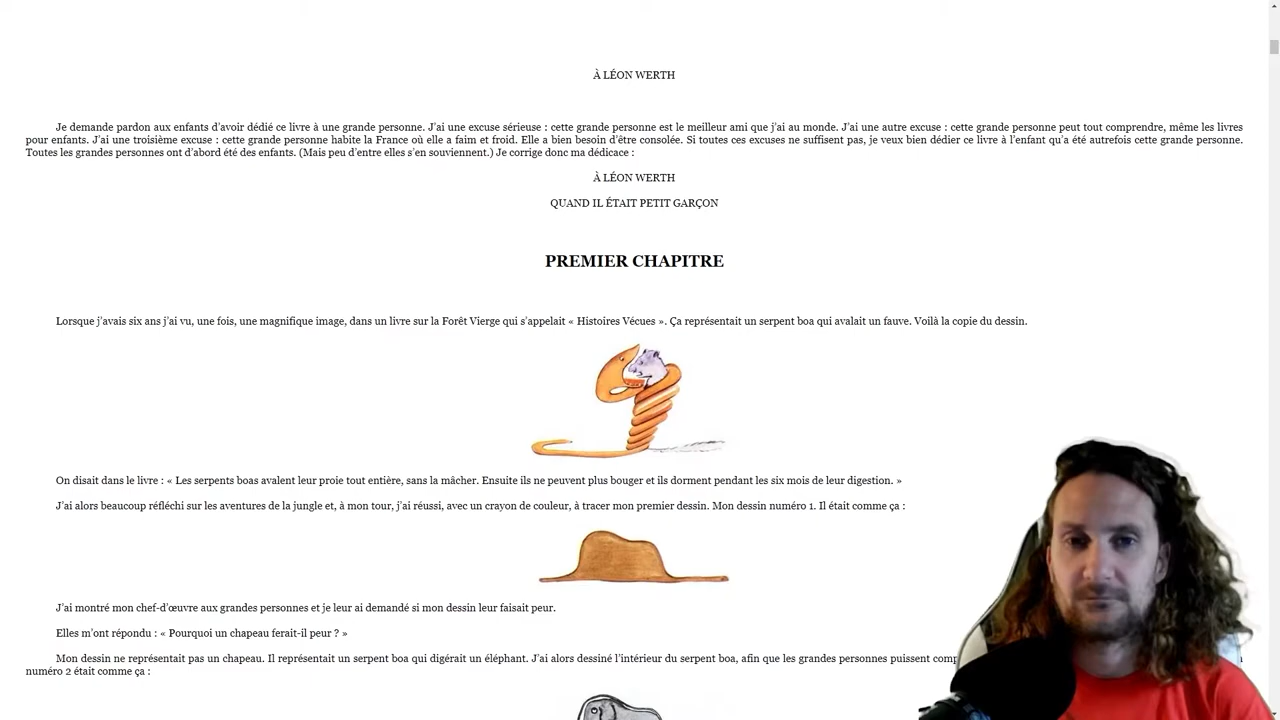 À LÉON WERTH
Je demande pardon aux enfants d’avoir dédié ce livre à une grande personne. J’ai une excuse sérieuse : cette grande personne est le meilleur ami que j’ai au monde. J’ai une autre excuse : cette grande personne peut tout comprendre, même les livres
pour enfants. J’ai une troisième excuse : cette grande personne habite la France où elle a faim et froid. Elle a bien besoin d’être consolée. Si toutes ces excuses ne suffisent pas, je veux bien dédier ce livre à l’enfant qu’a été autrefois cette grande personne.
Toutes les grandes personnes ont d’abord été des enfants. (Mais peu d’entre elles s’en souviennent.) Je corrige donc ma dédicace :
À LÉON WERTH
QUAND IL ÉTAIT PETIT GARÇON
PREMIER CHAPITRE
Lorsque j’avais six ans j’ai vu, une fois, une magnifique image, dans un livre sur la Forêt Vierge qui s’appelait « Histoires Vécues ». Ça représentait un serpent boa qui avalait un fauve. Voilà la copie du dessin.
On disait dans le livre : « Les serpents boas avalent leur proie tout entière, sans la mâcher. Ensuite ils ne peuvent plus bouger et ils dorment pendant les six mois de leur digestion. »
J’ai alors beaucoup réfléchi sur les aventures de la jungle et, à mon tour, j’ai réussi, avec un crayon de couleur, à tracer mon premier dessin. Mon dessin numéro 1. Il était comme ça :
J’ai montré mon chef-d’œuvre aux grandes personnes et je leur ai demandé si mon dessin leur faisait peur.
Elles m’ont répondu : « Pourquoi un chapeau ferait-il peur ? »
Mon dessin ne représentait pas un chapeau. Il représentait un serpent boa qui digérait un éléphant. J’ai alors dessiné l’intérieur du serpent boa, afin que les grandes personnes puissent
numéro 2 était comme ça :